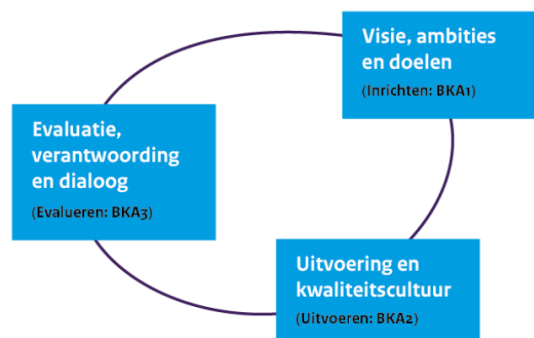 Visie, ambities
en doelen
(Inrichten: BKA1)
Evaluatie,
verantwoording
en dialoog
(Evalueren: BKA3)
Uitvoering en
kwaliteitscultuur
(Uitvoeren: BKA2)